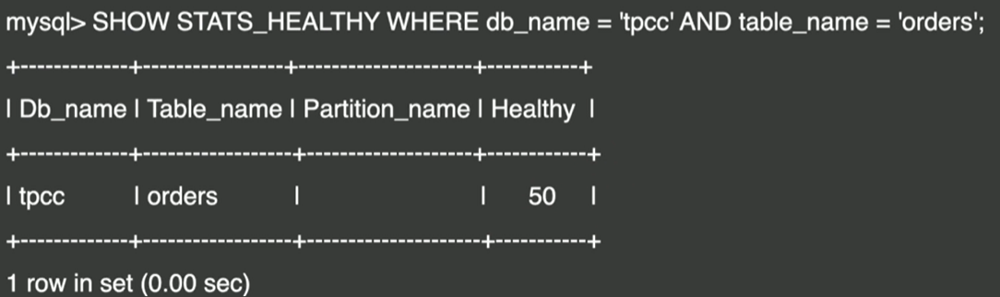 mysql> SHOW STATS_HEALTHY WHERE db_name = 'tpcc' AND table_name = 'orders';
+-------------+-----------------+----------------------+-----------+
| Db_name | Table_name | Partition_name | Healthy |
+-------------+------------------+---------------------+------------+
| tpcc | orders | | 50 |
+-------------+------------------+----------------------+-----------+
1 row in set (0.00 sec)